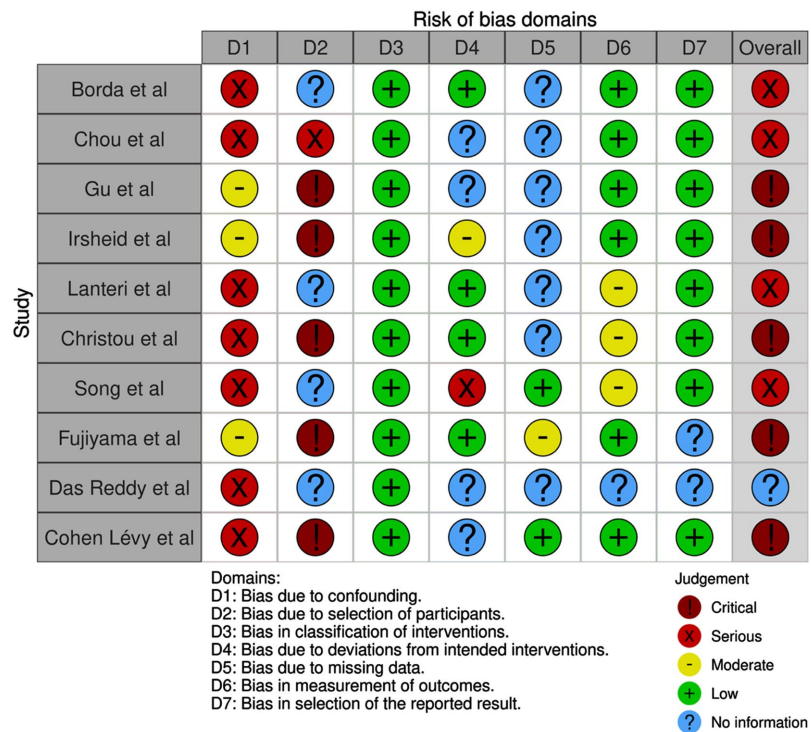 Risk of bias domains
D1 D2 D3 D4 D5 D6 D7 Overall
Study
Borda et al X ? + + ? + + X
Chou et al X X + ? ? + + X
Gu et al - ! + ? ? + + !
Irsheid et al - ! + - ? + + !
Lanteri et al X ? + + ? - + X
Christou et al X ! + + ? - + !
Song et al X ? + X + - + X
Fujiyama et al - ! + + - + ? !
Das Reddy et al X ? + ? ? ? ? ?
Cohen Lévy et al X ! + ? + + + !
Domains:
D1: Bias due to confounding.
D2: Bias due to selection of participants.
D3: Bias in classification of interventions.
D4: Bias due to deviations from intended interventions.
D5: Bias due to missing data.
D6: Bias in measurement of outcomes.
D7: Bias in selection of the reported result.
Judgement
! Critical
X Serious
- Moderate
+ Low
? No information